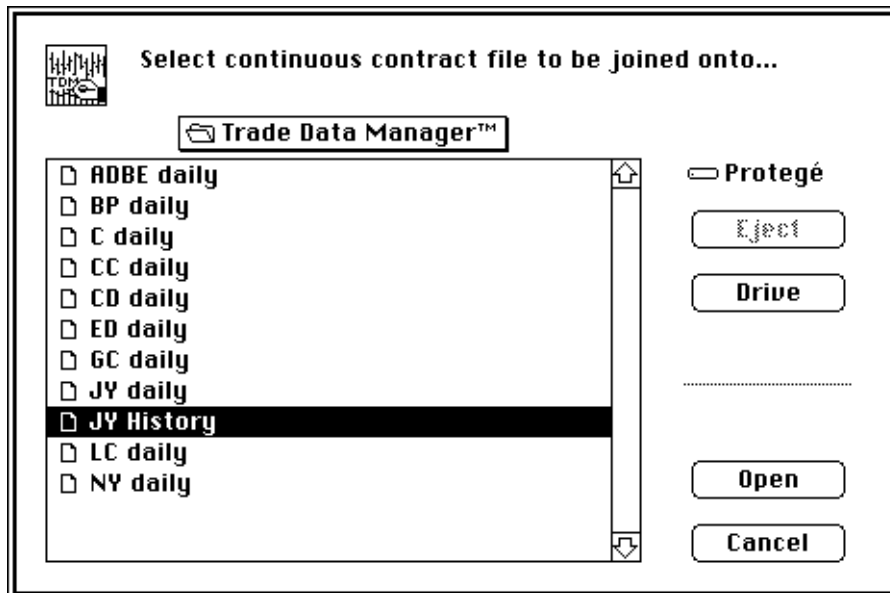 TDM
Select continuous contract file to be joined onto...
Trade Data Manager™
ADBE daily
BP daily
C daily
CC daily
CD daily
ED daily
GC daily
JY daily
JY History
LC daily
NY daily
Protegé
Eject
Drive
Open
Cancel